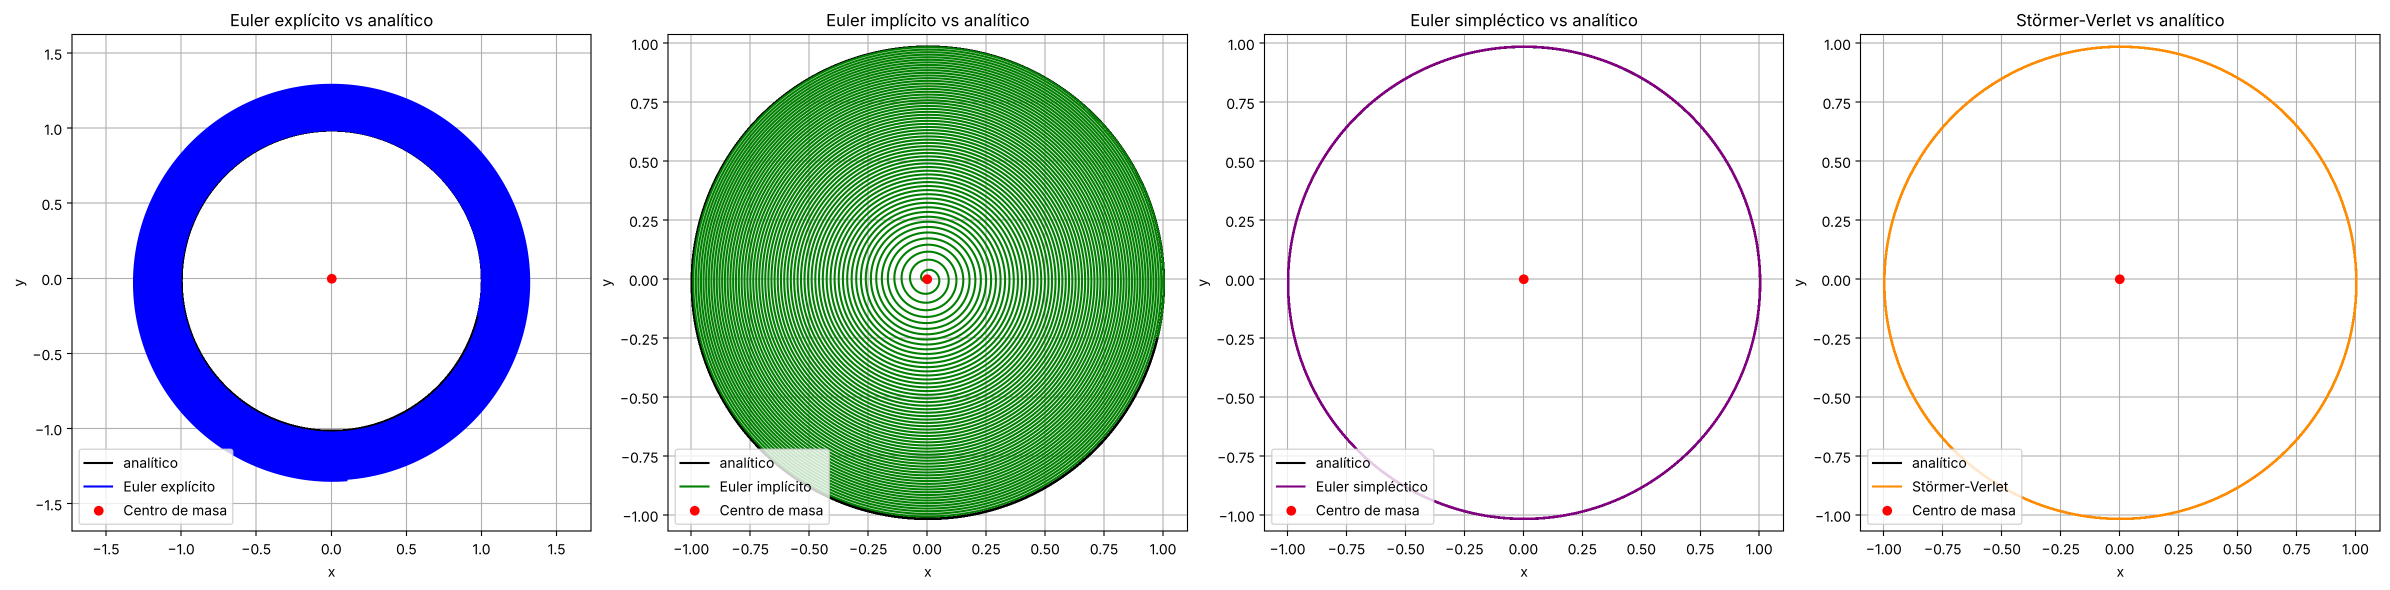 Euler explícito vs analítico
1.5
1.0
0.5
0.0
−0.5
−1.0
−1.5
y
−1.5 −1.0 −0.5 0.0 0.5 1.0 1.5
x
analítico
Euler explícito
Centro de masa
Euler implícito vs analítico
1.00
0.75
0.50
0.25
0.00
−0.25
−0.50
−0.75
−1.00
y
−1.00 −0.75 −0.50 −0.25 0.00 0.25 0.50 0.75 1.00
x
analítico
Euler implícito
Centro de masa
Euler simpléctico vs analítico
1.00
0.75
0.50
0.25
0.00
−0.25
−0.50
−0.75
−1.00
y
−1.00 −0.75 −0.50 −0.25 0.00 0.25 0.50 0.75 1.00
x
analítico
Euler simpléctico
Centro de masa
Störmer-Verlet vs analítico
1.00
0.75
0.50
0.25
0.00
−0.25
−0.50
−0.75
−1.00
y
−1.00 −0.75 −0.50 −0.25 0.00 0.25 0.50 0.75 1.00
x
analítico
Störmer-Verlet
Centro de masa